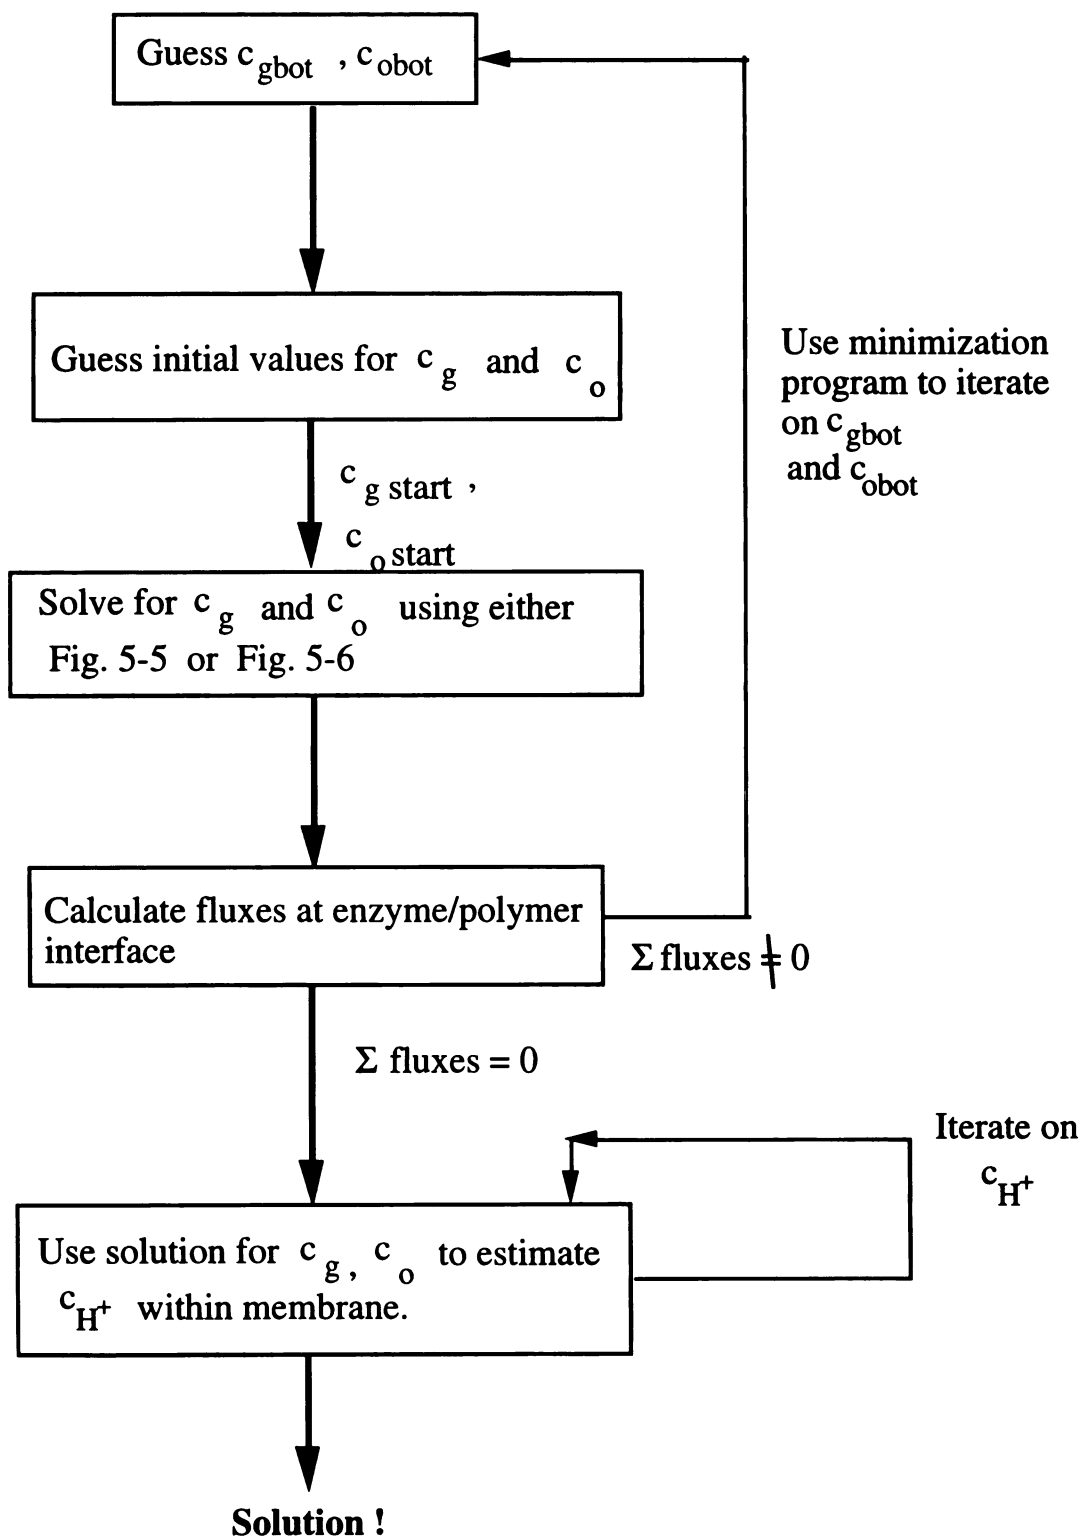 Guess c gbot , c obot
Guess initial values for c g and c o
c g start ,
c o start
Solve for c g and c o using either
Fig. 5-5 or Fig. 5-6
Use minimization
program to iterate
on c gbot
and c obot
Calculate fluxes at enzyme/polymer
interface
Σ fluxes ≠ 0
Σ fluxes = 0
Iterate on
c H+
Use solution for c g, c o to estimate
c H+ within membrane.
Solution !